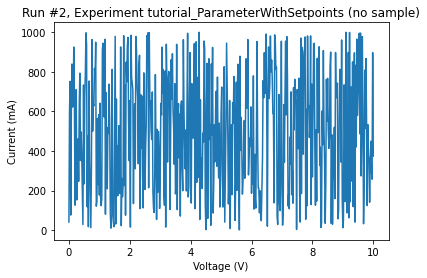 Run #2, Experiment tutorial_ParameterWithSetpoints (no sample)
1000
800
600
400
200
0
Current (mA)
0 2 4 6 8 10
Voltage (V)